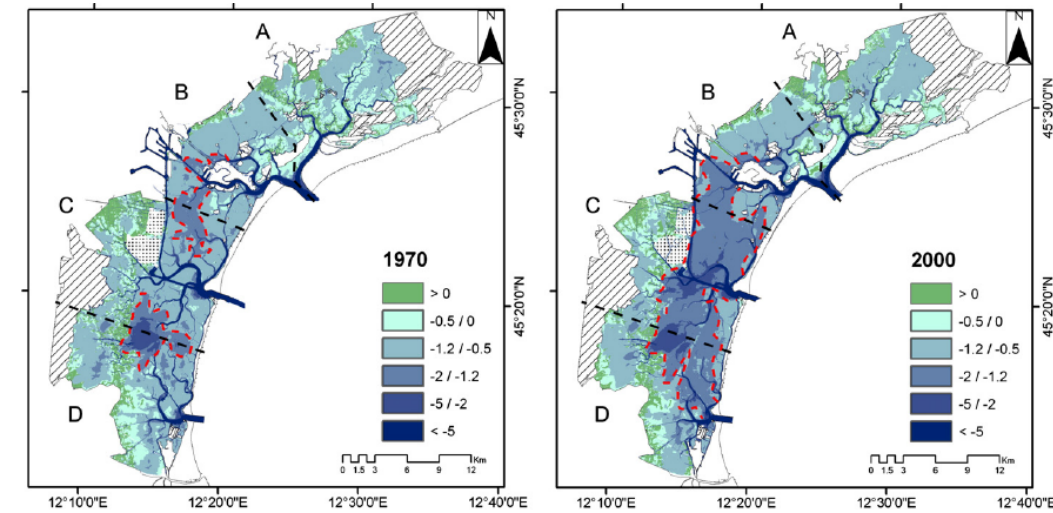 A
N
B
C
D
1970
> 0
-0.5 / 0
-1.2 / -0.5
-2 / -1.2
-5 / -2
< -5
0 1.5 3 6 9 12 Km
45°30'0"N
45°20'0"N
12°10'0"E 12°20'0"E 12°30'0"E 12°40'0"E
A
N
B
C
D
2000
> 0
-0.5 / 0
-1.2 / -0.5
-2 / -1.2
-5 / -2
< -5
0 1.5 3 6 9 12 Km
45°30'0"N
45°20'0"N
12°10'0"E 12°20'0"E 12°30'0"E 12°40'0"E